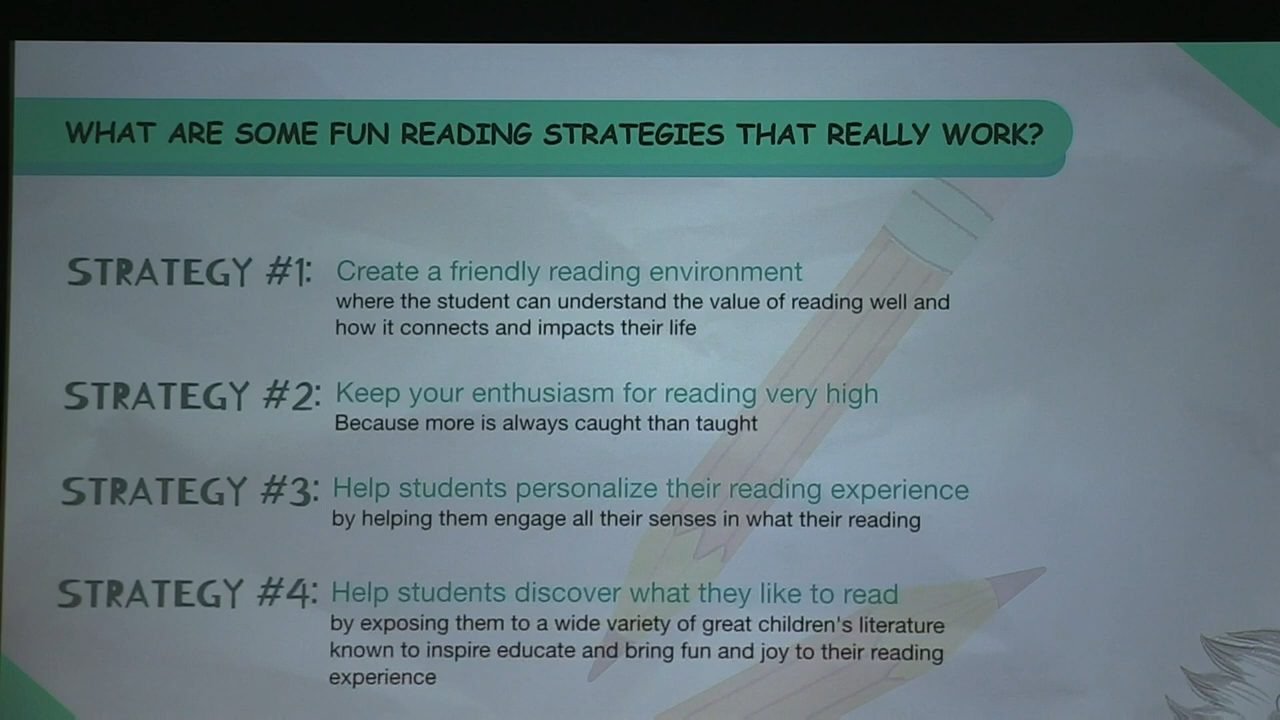 WHAT ARE SOME FUN READING STRATEGIES THAT REALLY WORK?
STRATEGY #1: Create a friendly reading environment
where the student can understand the value of reading well and
how it connects and impacts their life
STRATEGY #2: Keep your enthusiasm for reading very high
Because more is always caught than taught
STRATEGY #3: Help students personalize their reading experience
by helping them engage all their senses in what their reading
STRATEGY #4: Help students discover what they like to read
by exposing them to a wide variety of great children's literature
known to inspire educate and bring fun and joy to their reading
experience